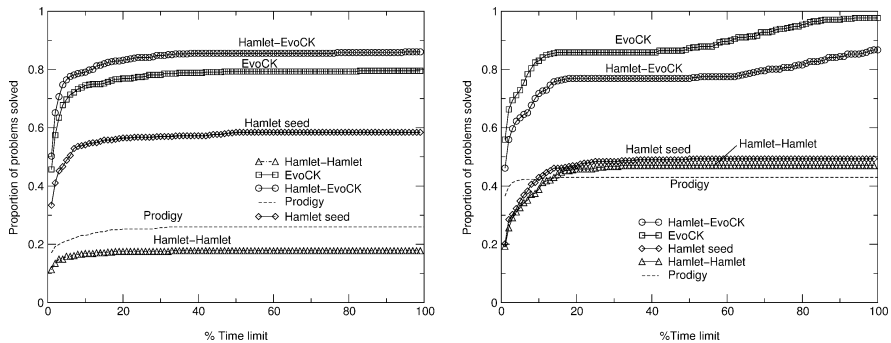 Proportion of problems solved
1
0.8
0.6
0.4
0.2
0
0
20
40
60
80
100
% Time limit
Hamlet-EvoCK
EvoCK
Hamlet seed
Prodigy
Hamlet-Hamlet
Hamlet-Hamlet
EvoCK
Hamlet-EvoCK
Prodigy
Hamlet seed
Proportion of problems solved
1
0.8
0.6
0.4
0.2
0
0
20
40
60
80
100
%Time limit
EvoCK
Hamlet-EvoCK
Hamlet-Hamlet
Hamlet seed
Prodigy
Hamlet-EvoCK
EvoCK
Hamlet seed
Hamlet-Hamlet
Prodigy